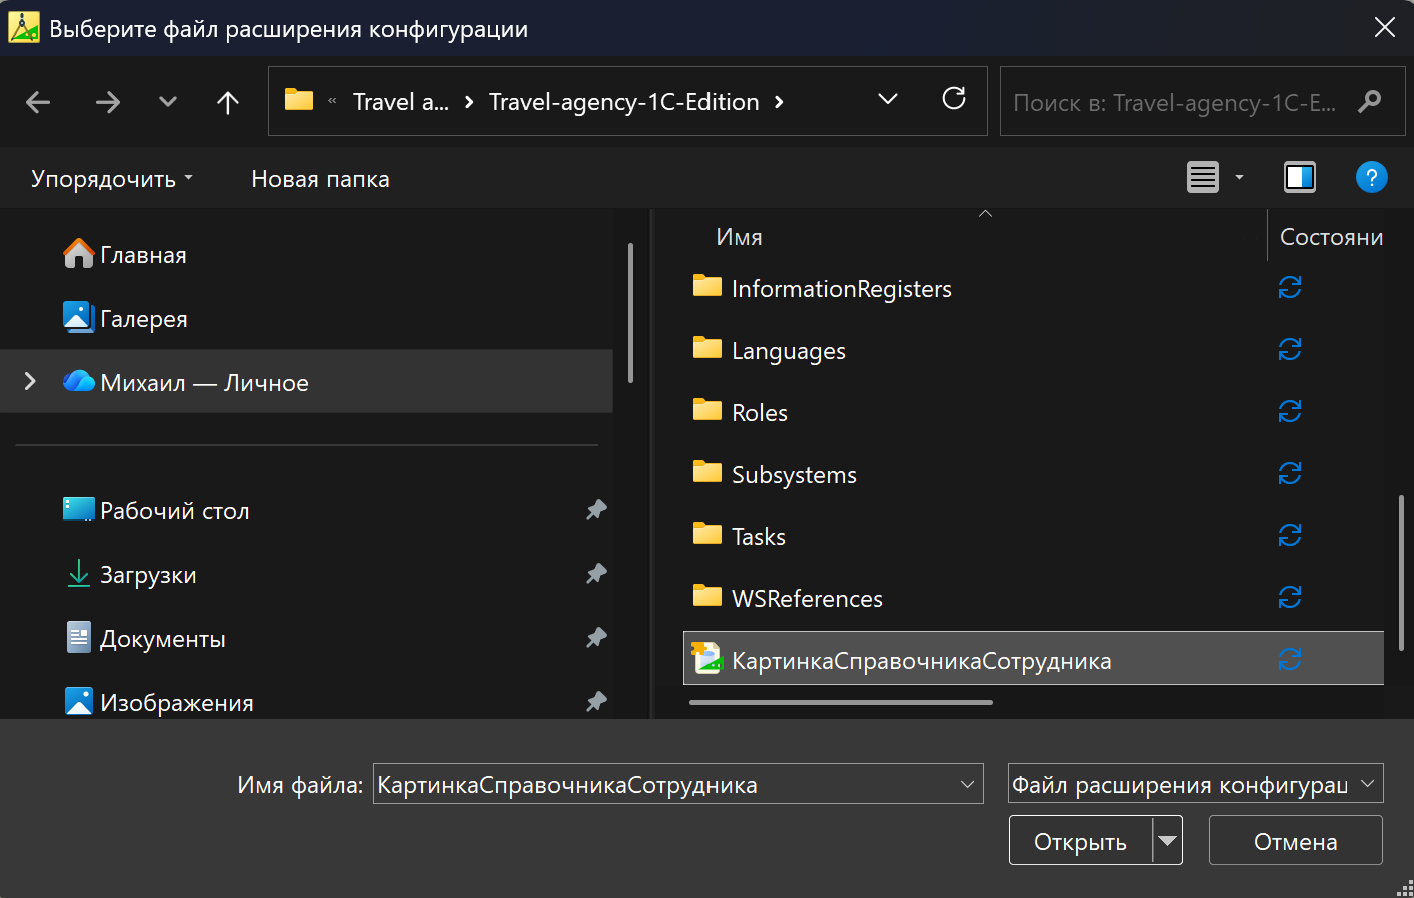 Выберите файл расширения конфигурации
« Travel a... › Travel-agency-1C-Edition ›
Поиск в: Travel-agency-1C-E...
Упорядочить
Новая папка
?
Главная
Галерея
Михаил — Личное
Рабочий стол
Загрузки
Документы
Изображения
Имя
Состояни
InformationRegisters
Languages
Roles
Subsystems
Tasks
WSReferences
КартинкаСправочникаСотрудника
Имя файла:
КартинкаСправочникаСотрудника
Файл расширения конфигурац
Открыть
Отмена